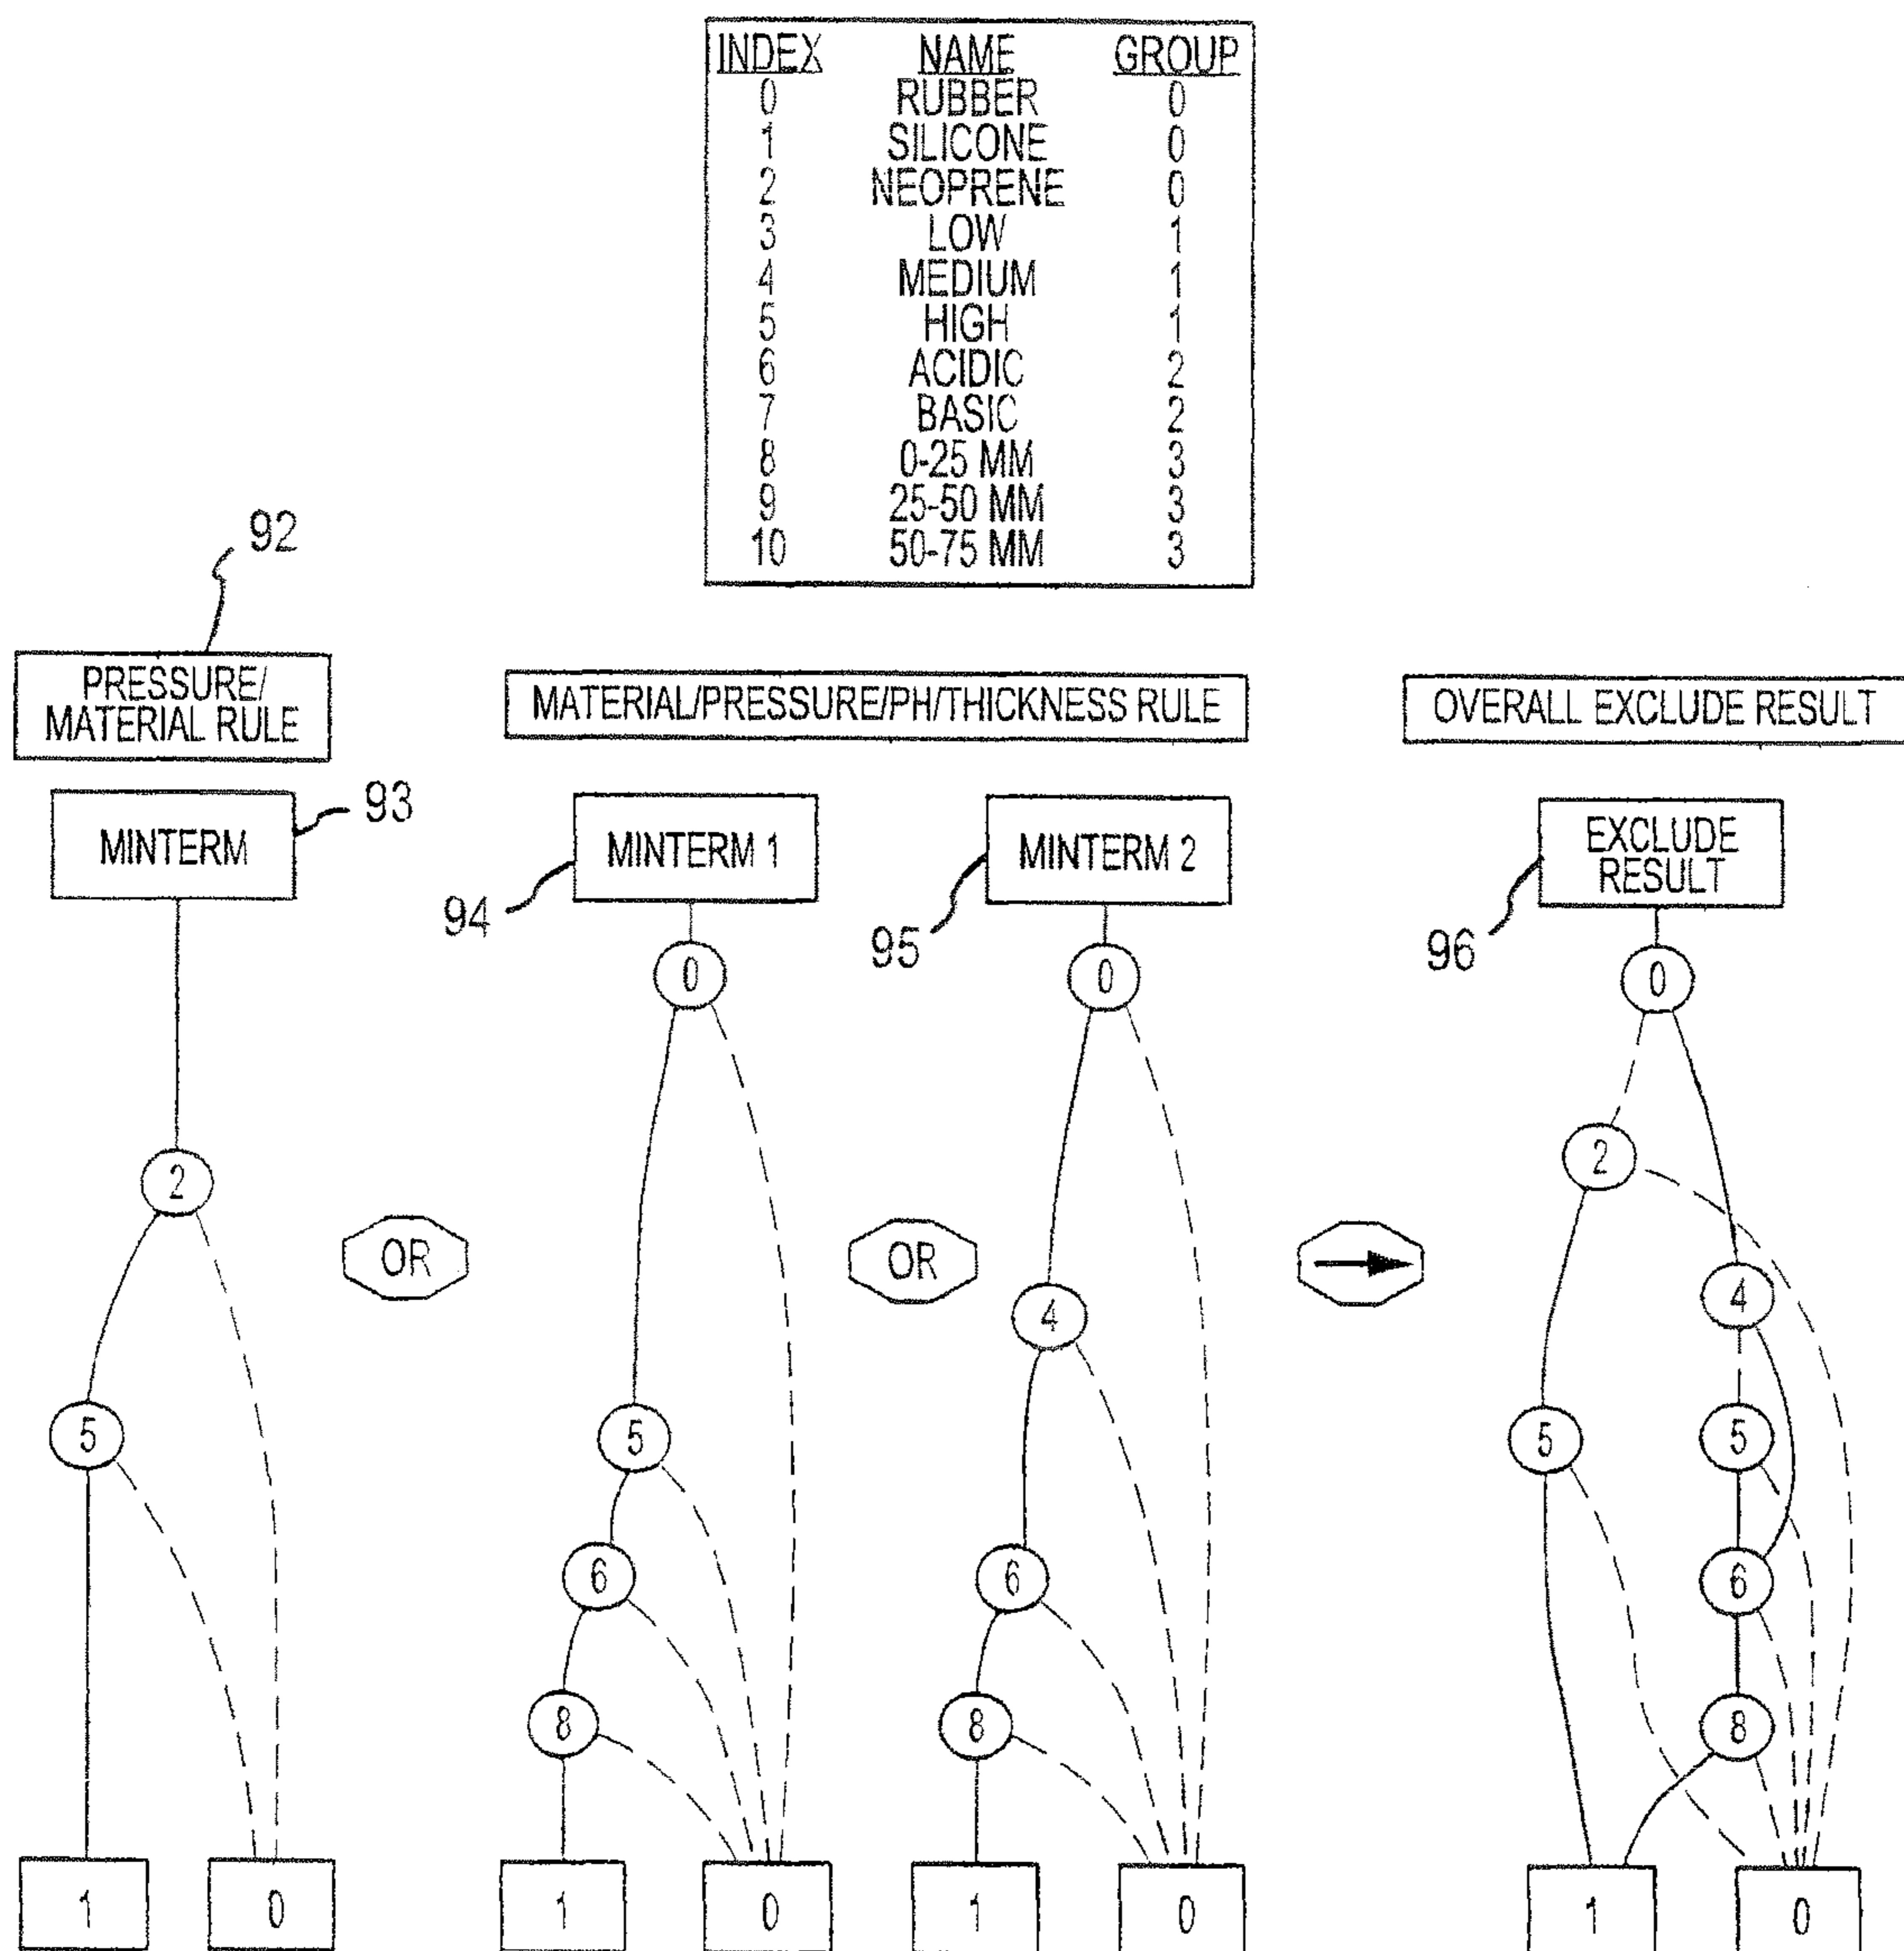 INDEX NAME GROUP
0 RUBBER 0
1 SILICONE 0
2 NEOPRENE 0
3 LOW 1
4 MEDIUM 1
5 HIGH 1
6 ACIDIC 2
7 BASIC 2
8 0-25 MM 3
9 25-50 MM 3
10 50-75 MM 3
92
PRESSURE/
MATERIAL RULE
MATERIAL/PRESSURE/PH/THICKNESS RULE
OVERALL EXCLUDE RESULT
MINTERM
93
MINTERM 1
94
MINTERM 2
95
EXCLUDE
RESULT
96
2
5
1
0
OR
0
5
6
8
1
0
OR
0
4
6
8
1
0
0
2
4
5
5
6
8
1
0